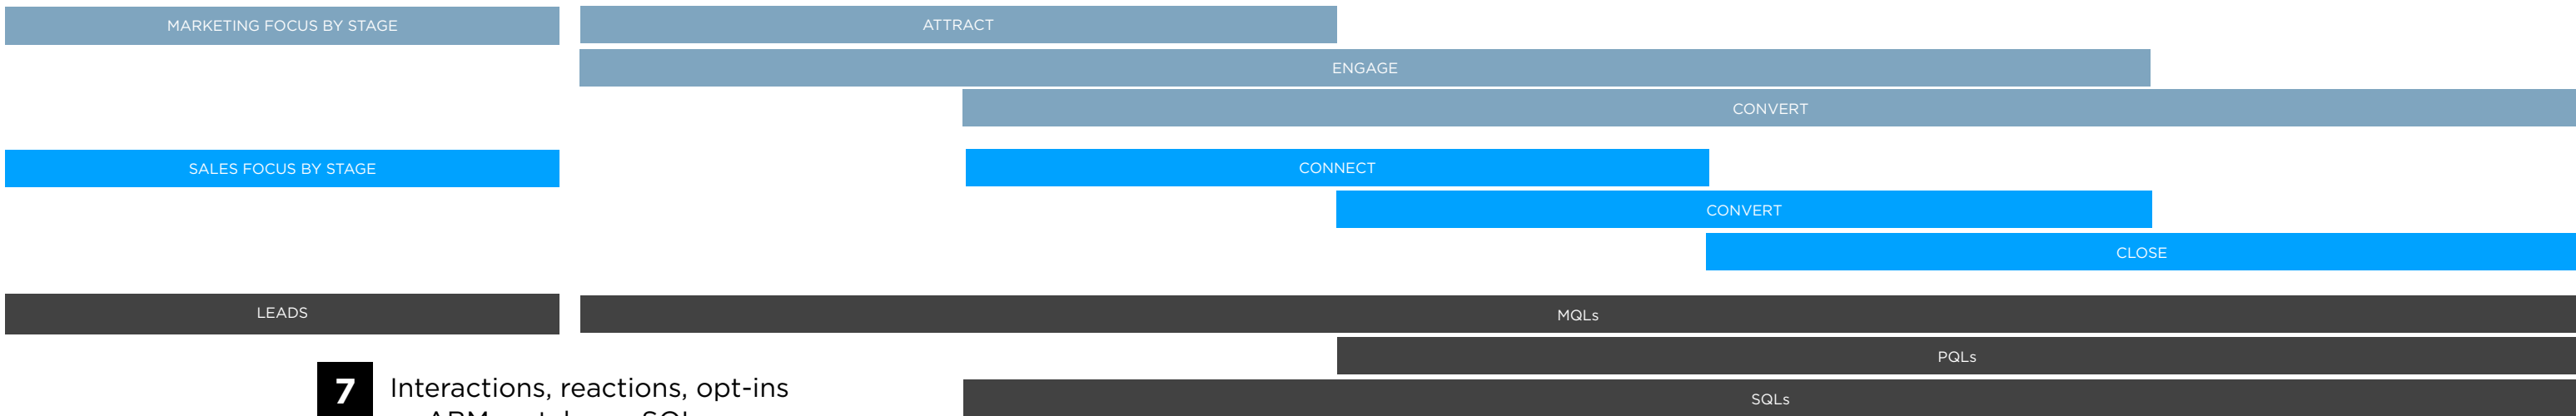 MARKETING FOCUS BY STAGE
ATTRACT
ENGAGE
CONVERT
SALES FOCUS BY STAGE
CONNECT
CONVERT
CLOSE
LEADS
MQLs
PQLs
SQLs
7 Interactions, reactions, opt-ins